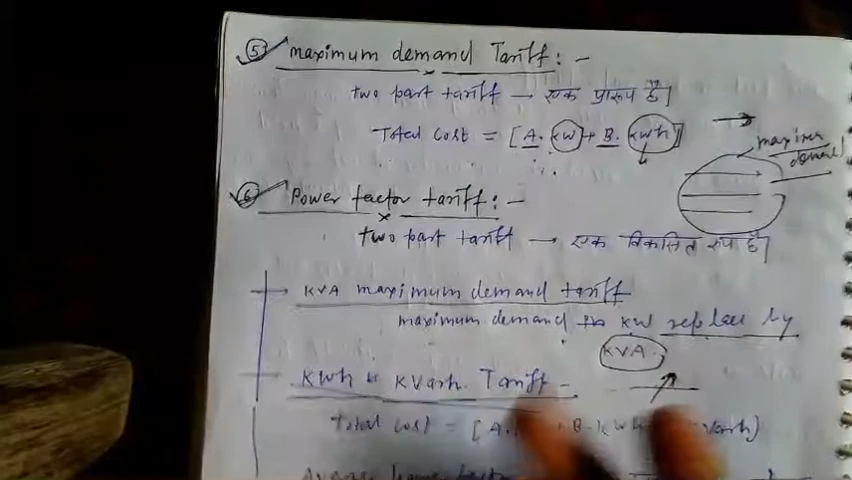 5 maximum demand Tariff : -
two part tariff → एक प्रारूप है।
Total cost = [A. kW + B. kWh]
maximum demand
6 Power factor tariff : -
two part tariff → एक विकसित रूप है।
KVA maximum demand tariff
maximum demand kW replace by
KVA.
KWh & KVarh. Tariff -
Total cost = [A. B. kWh
Average